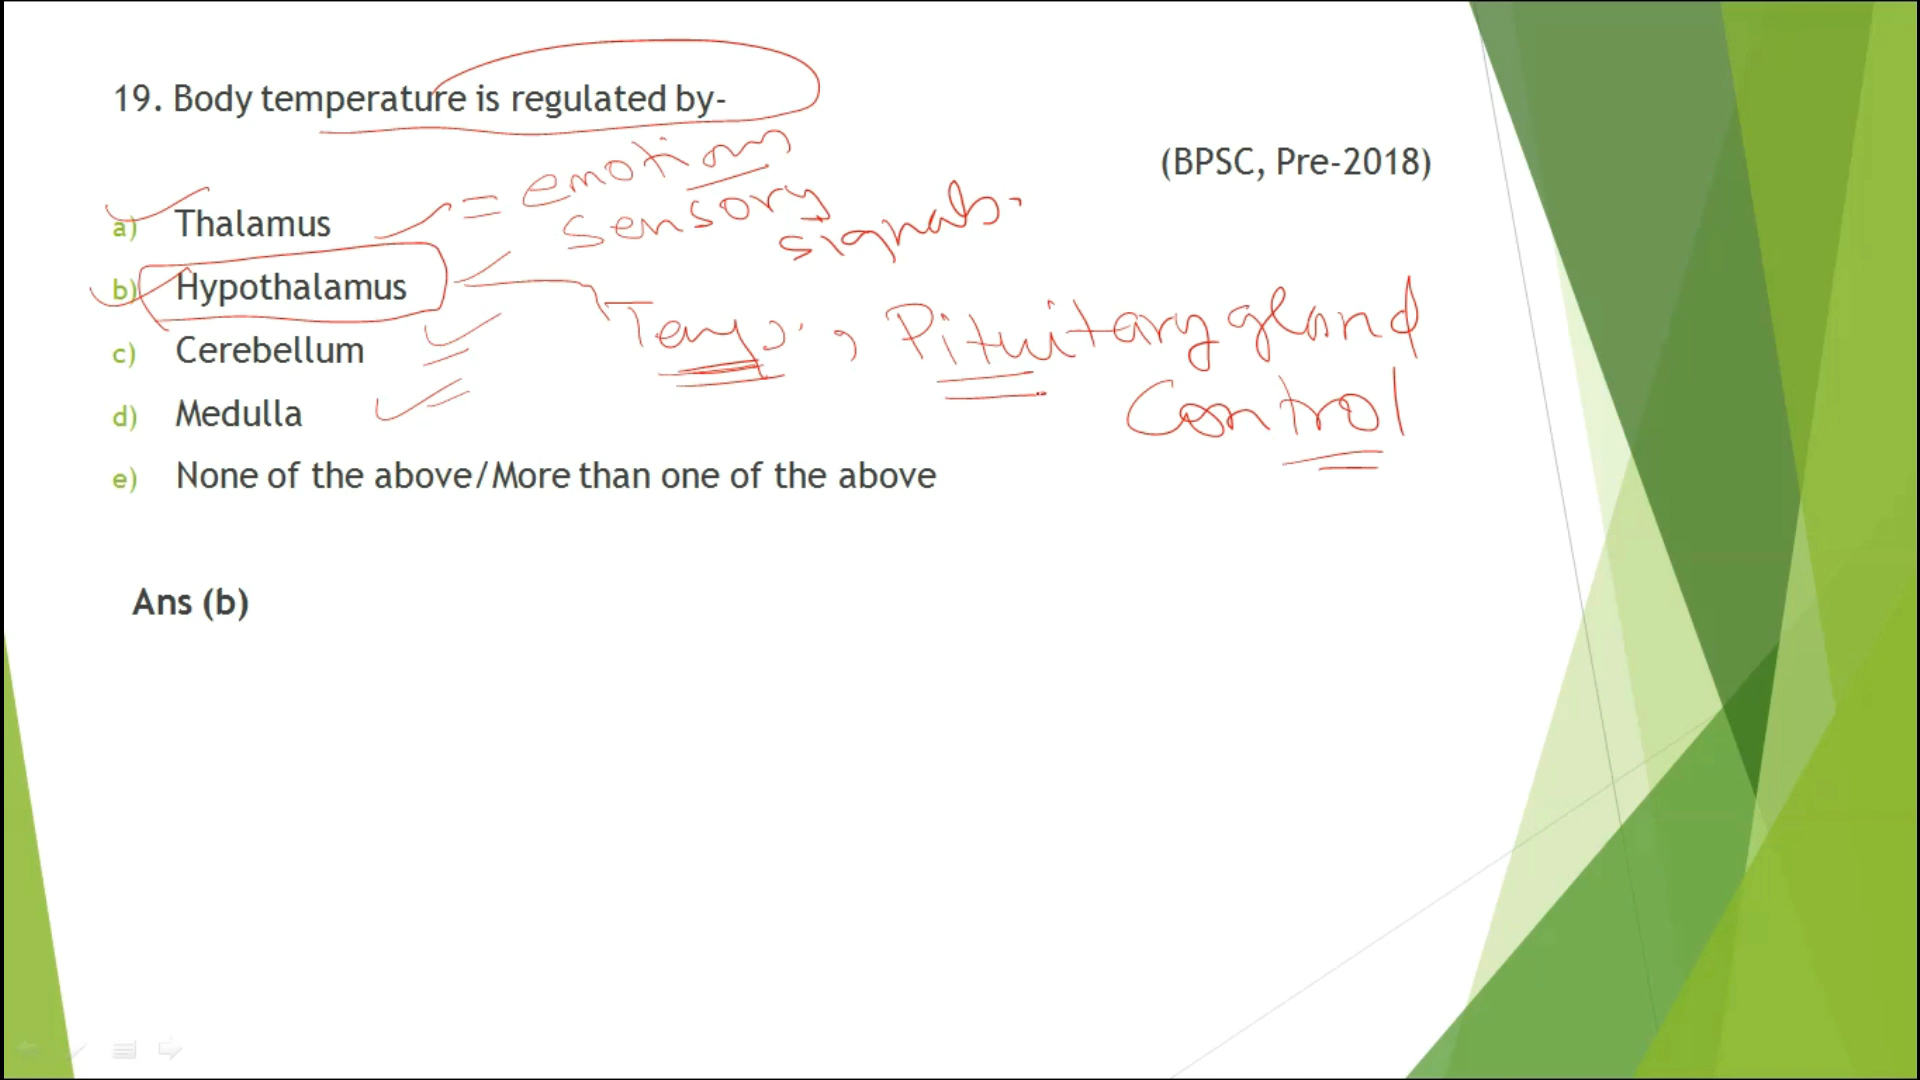 19. Body temperature is regulated by-
(BPSC, Pre-2018)
a) Thalamus
= emotions
sensory
signals.
b) Hypothalamus
Temp. , Pituitary gland
Control
c) Cerebellum
d) Medulla
e) None of the above/More than one of the above
Ans (b)